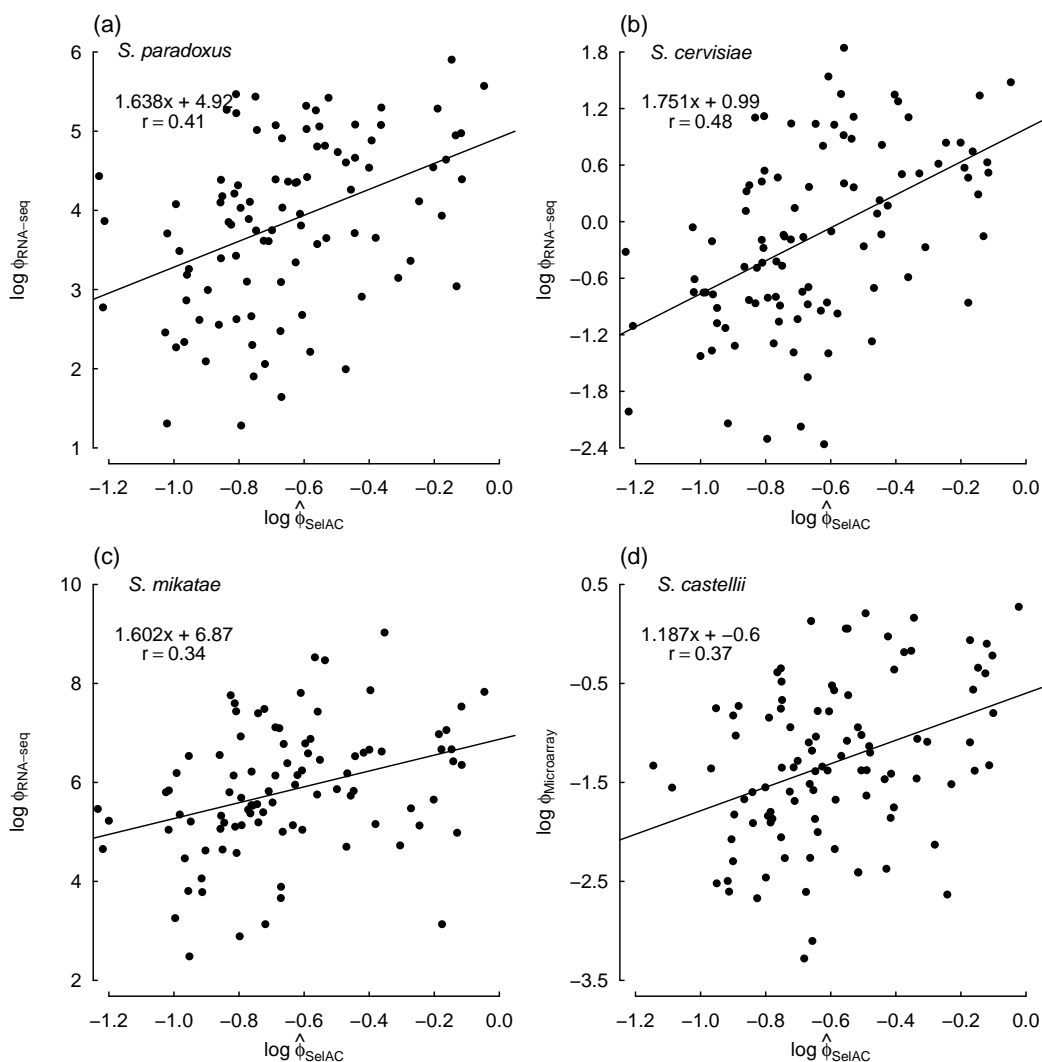 (a)
S. paradoxus
1.638x + 4.92
r = 0.41
log ϕRNA−seq
6
5
4
3
2
1
−1.2 −1.0 −0.8 −0.6 −0.4 −0.2 0.0
log ϕ̂SelAC
(b)
S. cervisiae
1.751x + 0.99
r = 0.48
log ϕRNA−seq
1.8
1.2
0.6
0.0
−0.6
−1.2
−1.8
−2.4
−1.2 −1.0 −0.8 −0.6 −0.4 −0.2 0.0
log ϕ̂SelAC
(c)
S. mikatae
1.602x + 6.87
r = 0.34
log ϕRNA−seq
10
8
6
4
2
−1.2 −1.0 −0.8 −0.6 −0.4 −0.2 0.0
log ϕ̂SelAC
(d)
S. castellii
1.187x + −0.6
r = 0.37
log ϕMicroarray
0.5
−0.5
−1.5
−2.5
−3.5
−1.2 −1.0 −0.8 −0.6 −0.4 −0.2 0.0
log ϕ̂SelAC